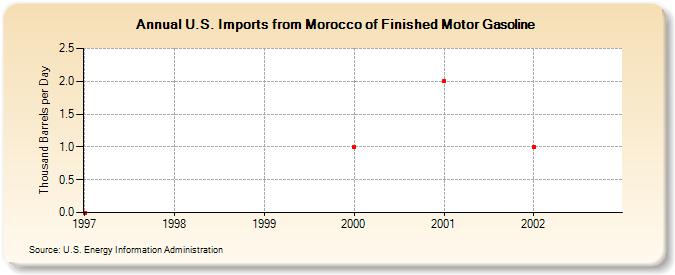 Annual U.S. Imports from Morocco of Finished Motor Gasoline
Thousand Barrels per Day
2.5
2.0
1.5
1.0
0.5
0.0
1997 1998 1999 2000 2001 2002
Source: U.S. Energy Information Administration